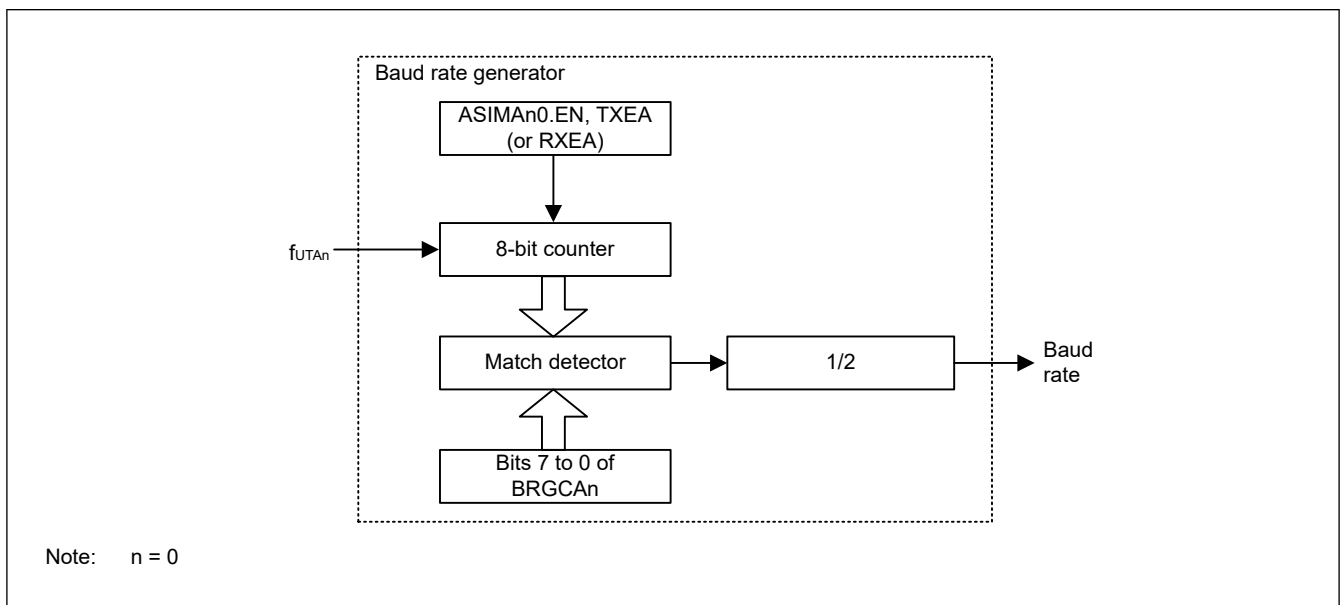 Baud rate generator
ASIMAn0.EN, TXEA
(or RXEA)
fUTAn
8-bit counter
Match detector
1/2
Baud
rate
Bits 7 to 0 of
BRGCAn
Note: n = 0